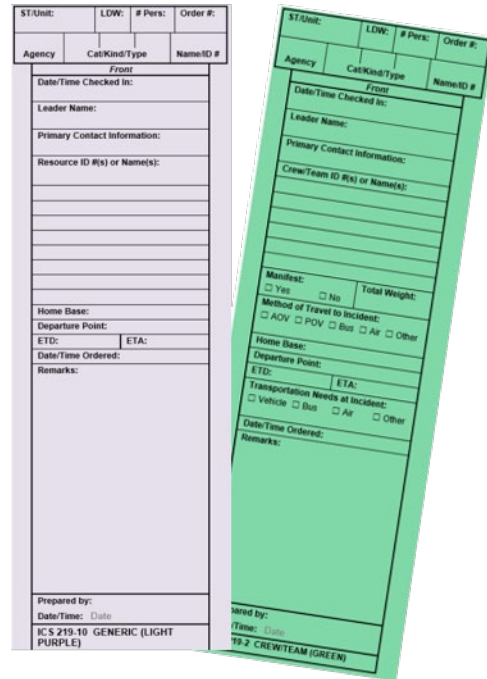 ST/Unit: LDW: # Pers: Order #:
Agency Cat/Kind/Type Name/ID #
Front
Date/Time Checked In:
Leader Name:
Primary Contact Information:
Resource ID #(s) or Name(s):
Home Base:
Departure Point:
ETD: ETA:
Date/Time Ordered:
Remarks:
Prepared by:
Date/Time: Date
ICS 219-10 GENERIC (LIGHT
PURPLE)
ST/Unit: LDW: # Pers: Order #:
Agency Cat/Kind/Type Name/ID #
Front
Date/Time Checked In:
Leader Name:
Primary Contact Information:
Crew/Team ID #(s) or Name(s):
Manifest: Total Weight:
☐ Yes ☐ No
Method of Travel to Incident:
☐ AOV ☐ POV ☐ Bus ☐ Air ☐ Other
Home Base:
Departure Point:
ETD: ETA:
Transportation Needs at Incident:
☐ Vehicle ☐ Bus ☐ Air ☐ Other
Date/Time Ordered:
Remarks:
by:
Time: Date
CREW/TEAM (GREEN)